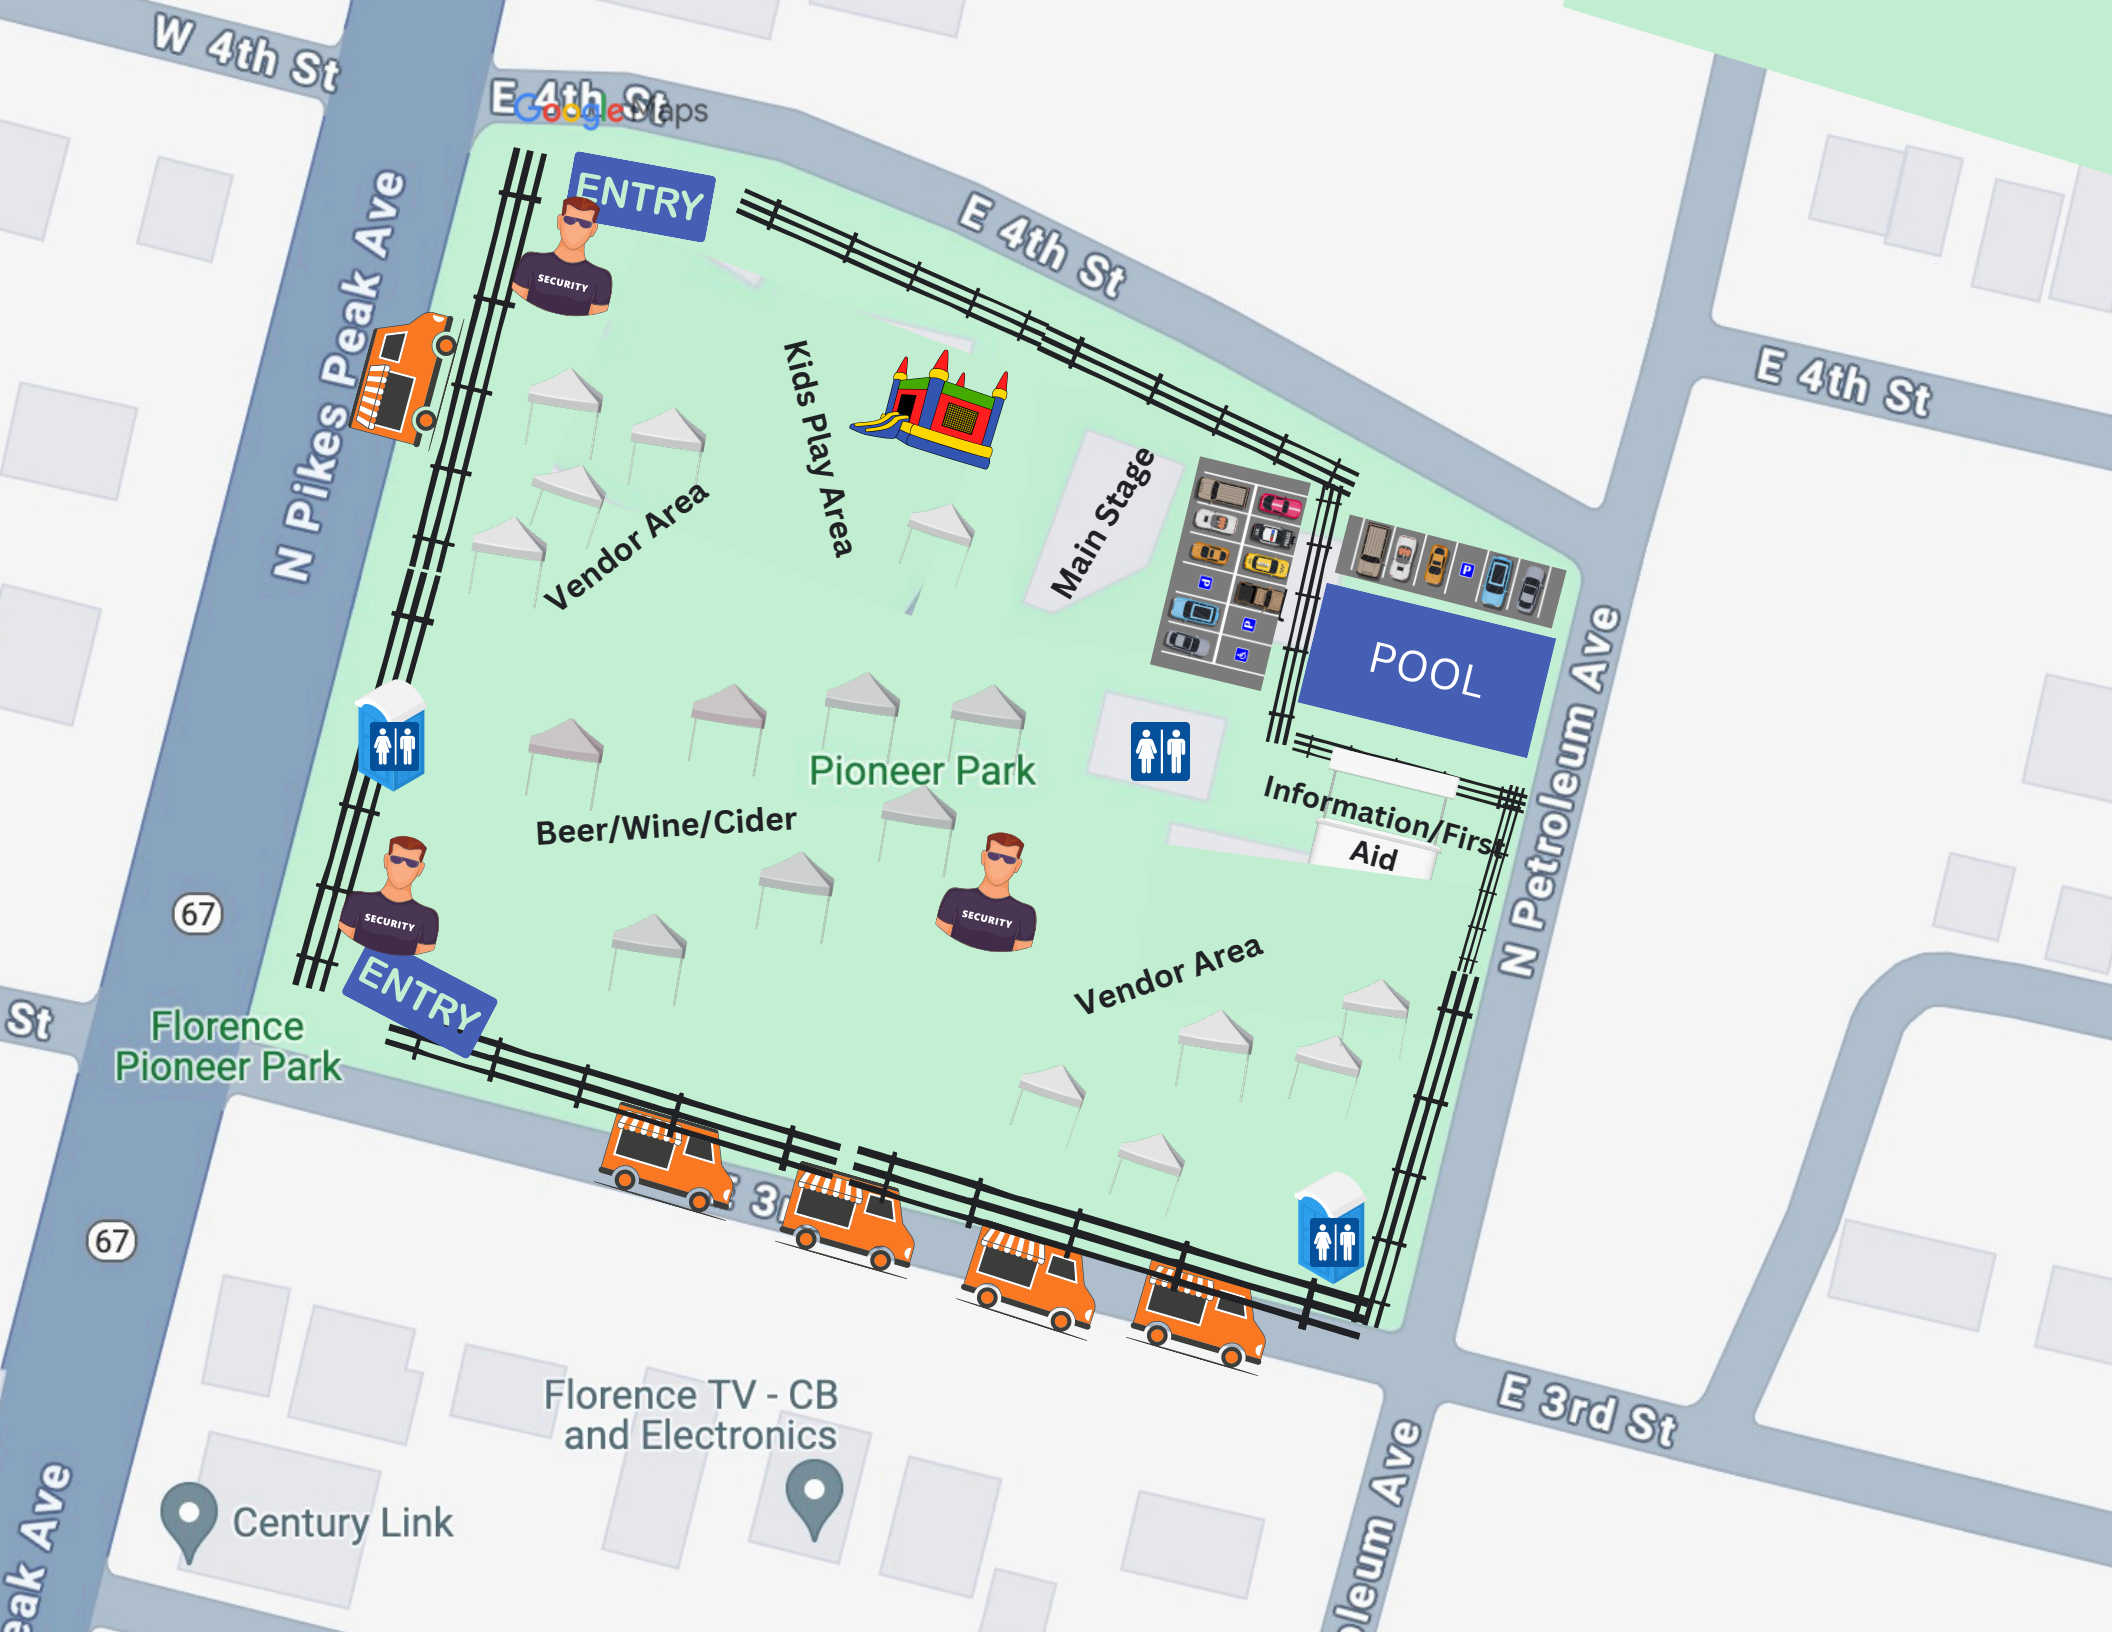 W 4th St
E 4th St
Google Maps
ENTRY
SECURITY
N Pikes Peak Ave
E 4th St
E 4th St
Kids Play Area
Main Stage
Vendor Area
P
P
P
POOL
N Petroleum Ave
Pioneer Park
Beer/Wine/Cider
Information/First
Aid
SECURITY
SECURITY
67
Vendor Area
ENTRY
St
Florence
Pioneer Park
E 3
67
Florence TV - CB
and Electronics
E 3rd St
Century Link
eak Ave
oleum Ave